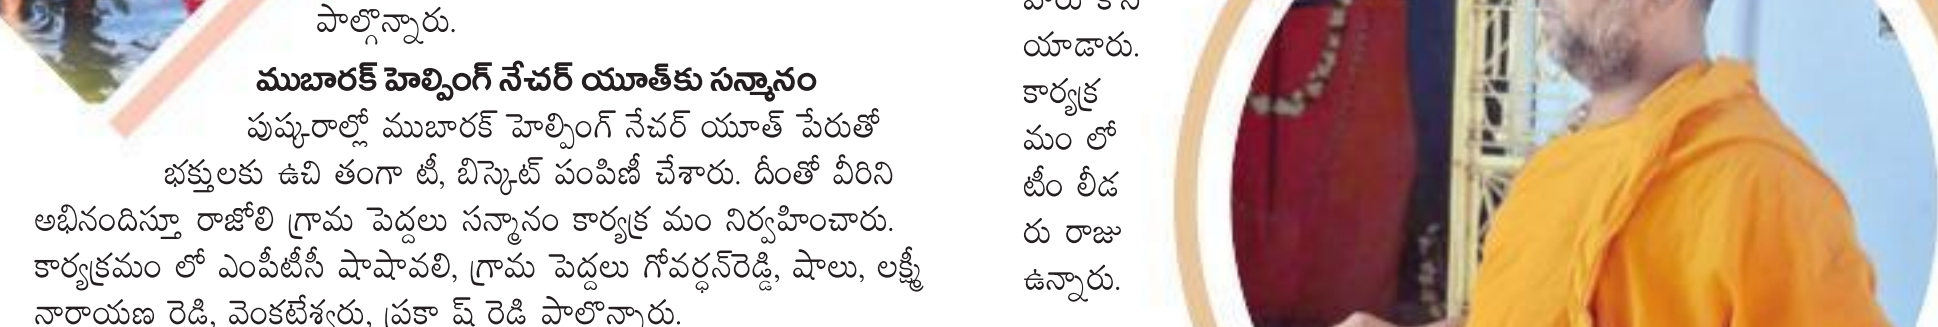 పాల్గొన్నారు.
ముబారక్ హెల్పింగ్ నేచర్ యూత్‌కు సన్మానం
పుష్కరాల్లో ముబారక్ హెల్పింగ్ నేచర్ యూత్ పేరుతో
భక్తులకు ఉచి తంగా టీ, బిస్కెట్ పంపిణీ చేశారు. దీంతో వీరిని
అభినందిస్తూ రాజోలి గ్రామ పెద్దలు సన్మానం కార్యక్ర మం నిర్వహించారు.
కార్యక్రమం లో ఎంపీటీసీ షాషావలి, గ్రామ పెద్దలు గోవర్ధన్‌రెడ్డి, షాలు, లక్ష్మీ
నారాయణ రెడ్డి, వెంకటేశ్వర్లు, ప్రకా ష్ రెడ్డి పాల్గొన్నారు.
యాడారు.
కార్యక్ర
మం లో
టీం లీడ
రు రాజు
ఉన్నారు.